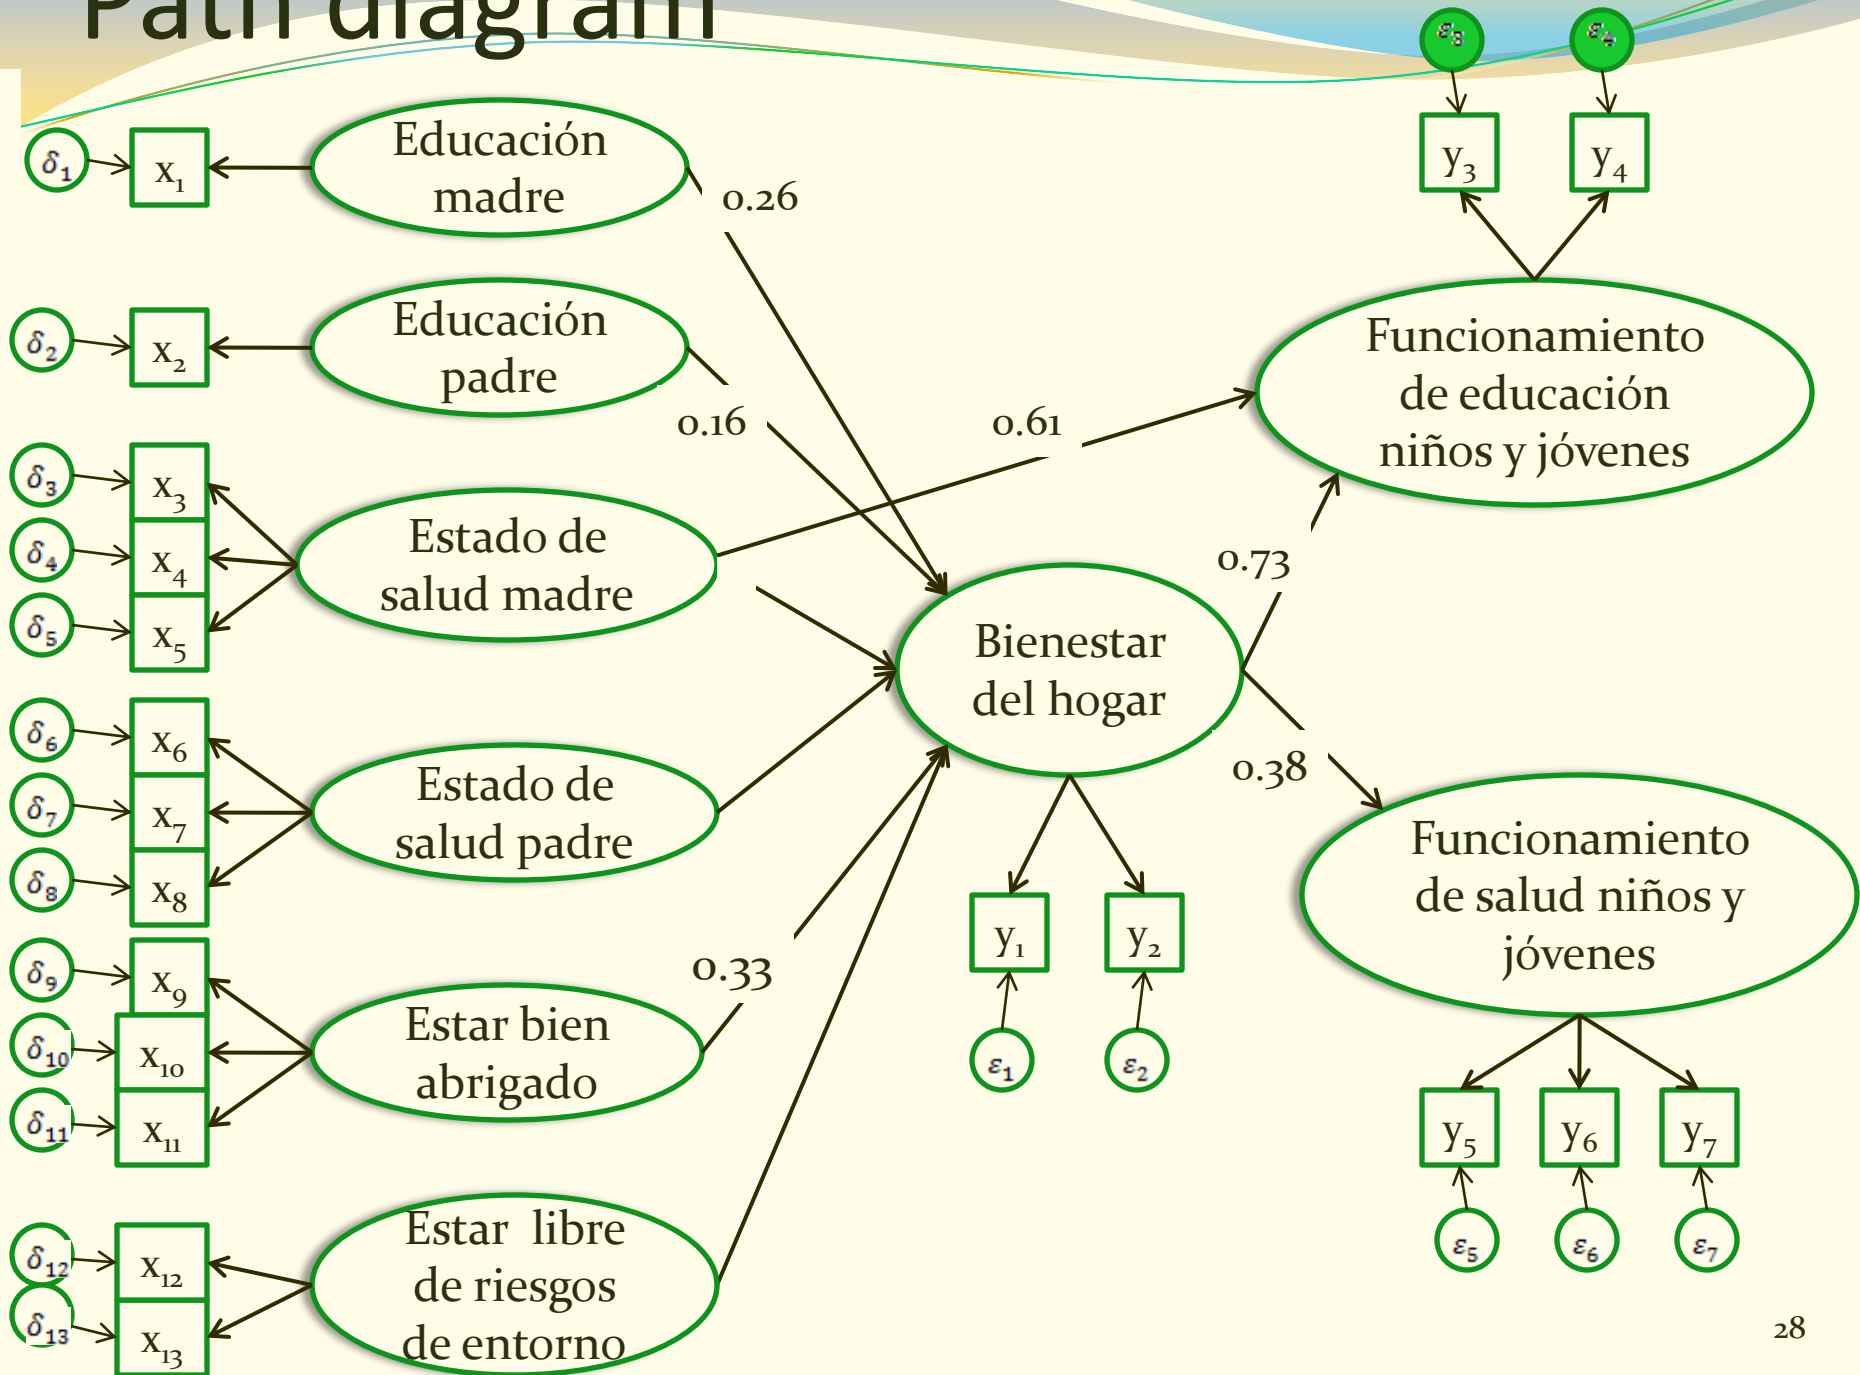 Path diagram
ε3
ε4
δ1
x1
Educación
madre
0.26
y3
y4
δ2
x2
Educación
padre
0.16
0.61
Funcionamiento
de educación
niños y jóvenes
δ3
x3
δ4
x4
δ5
x5
Estado de
salud madre
0.73
Bienestar
del hogar
δ6
x6
δ7
x7
δ8
x8
Estado de
salud padre
0.38
Funcionamiento
de salud niños y
jóvenes
y1
y2
ε1
ε2
δ9
x9
δ10
x10
δ11
x11
Estar bien
abrigado
0.33
y5
y6
y7
ε5
ε6
ε7
δ12
x12
δ13
x13
Estar libre
de riesgos
de entorno
28